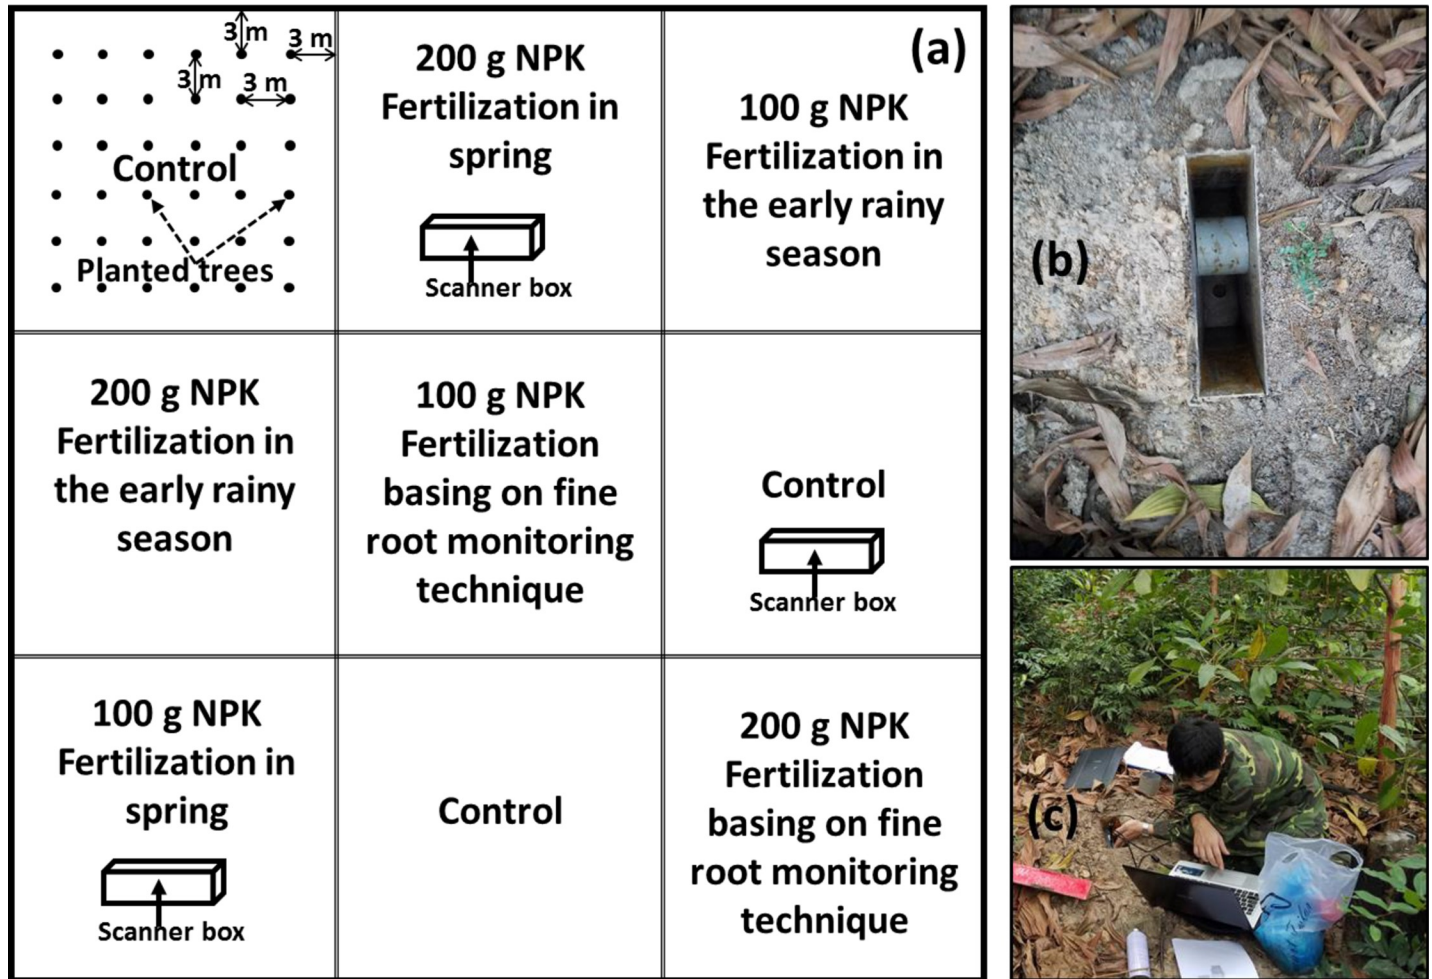 3 m
3 m
3 m
3 m
Control
Planted trees
200 g NPK
Fertilization in
spring
Scanner box
(a)
100 g NPK
Fertilization in
the early rainy
season
200 g NPK
Fertilization in
the early rainy
season
100 g NPK
Fertilization
basing on fine
root monitoring
technique
Control
Scanner box
100 g NPK
Fertilization in
spring
Scanner box
Control
200 g NPK
Fertilization
basing on fine
root monitoring
technique
(b)
(c)